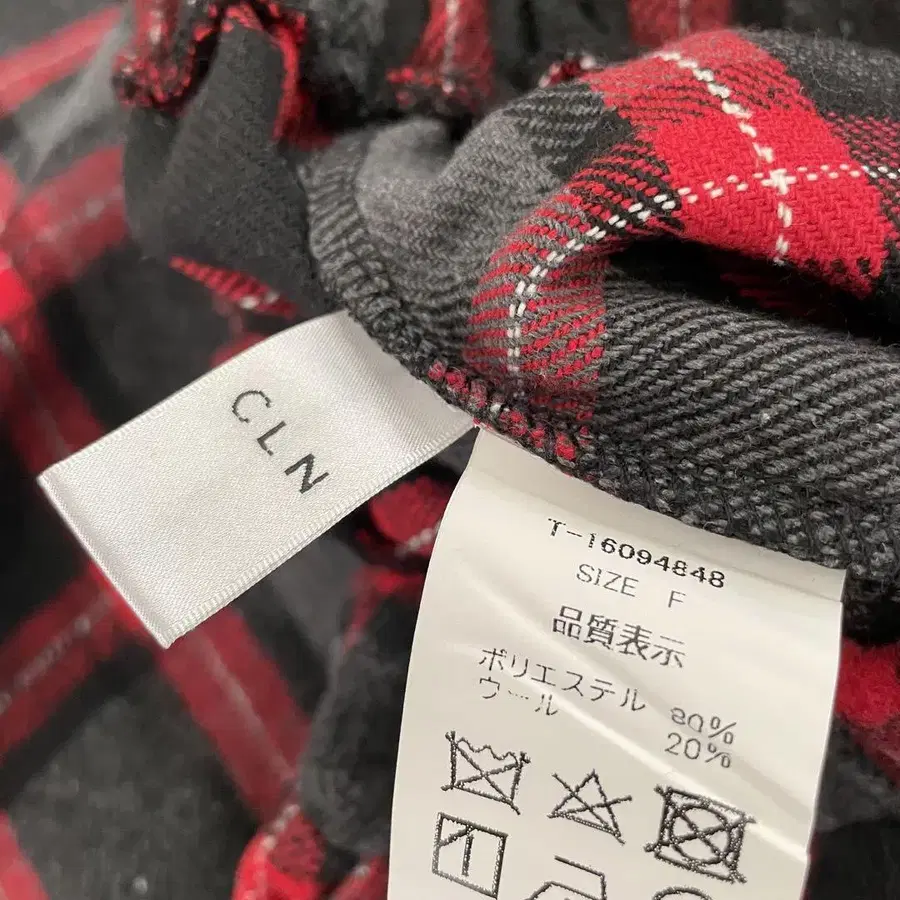 CLN
T-16094848
SIZE F
品質表示
ポリエステル 80%
ウール 20%